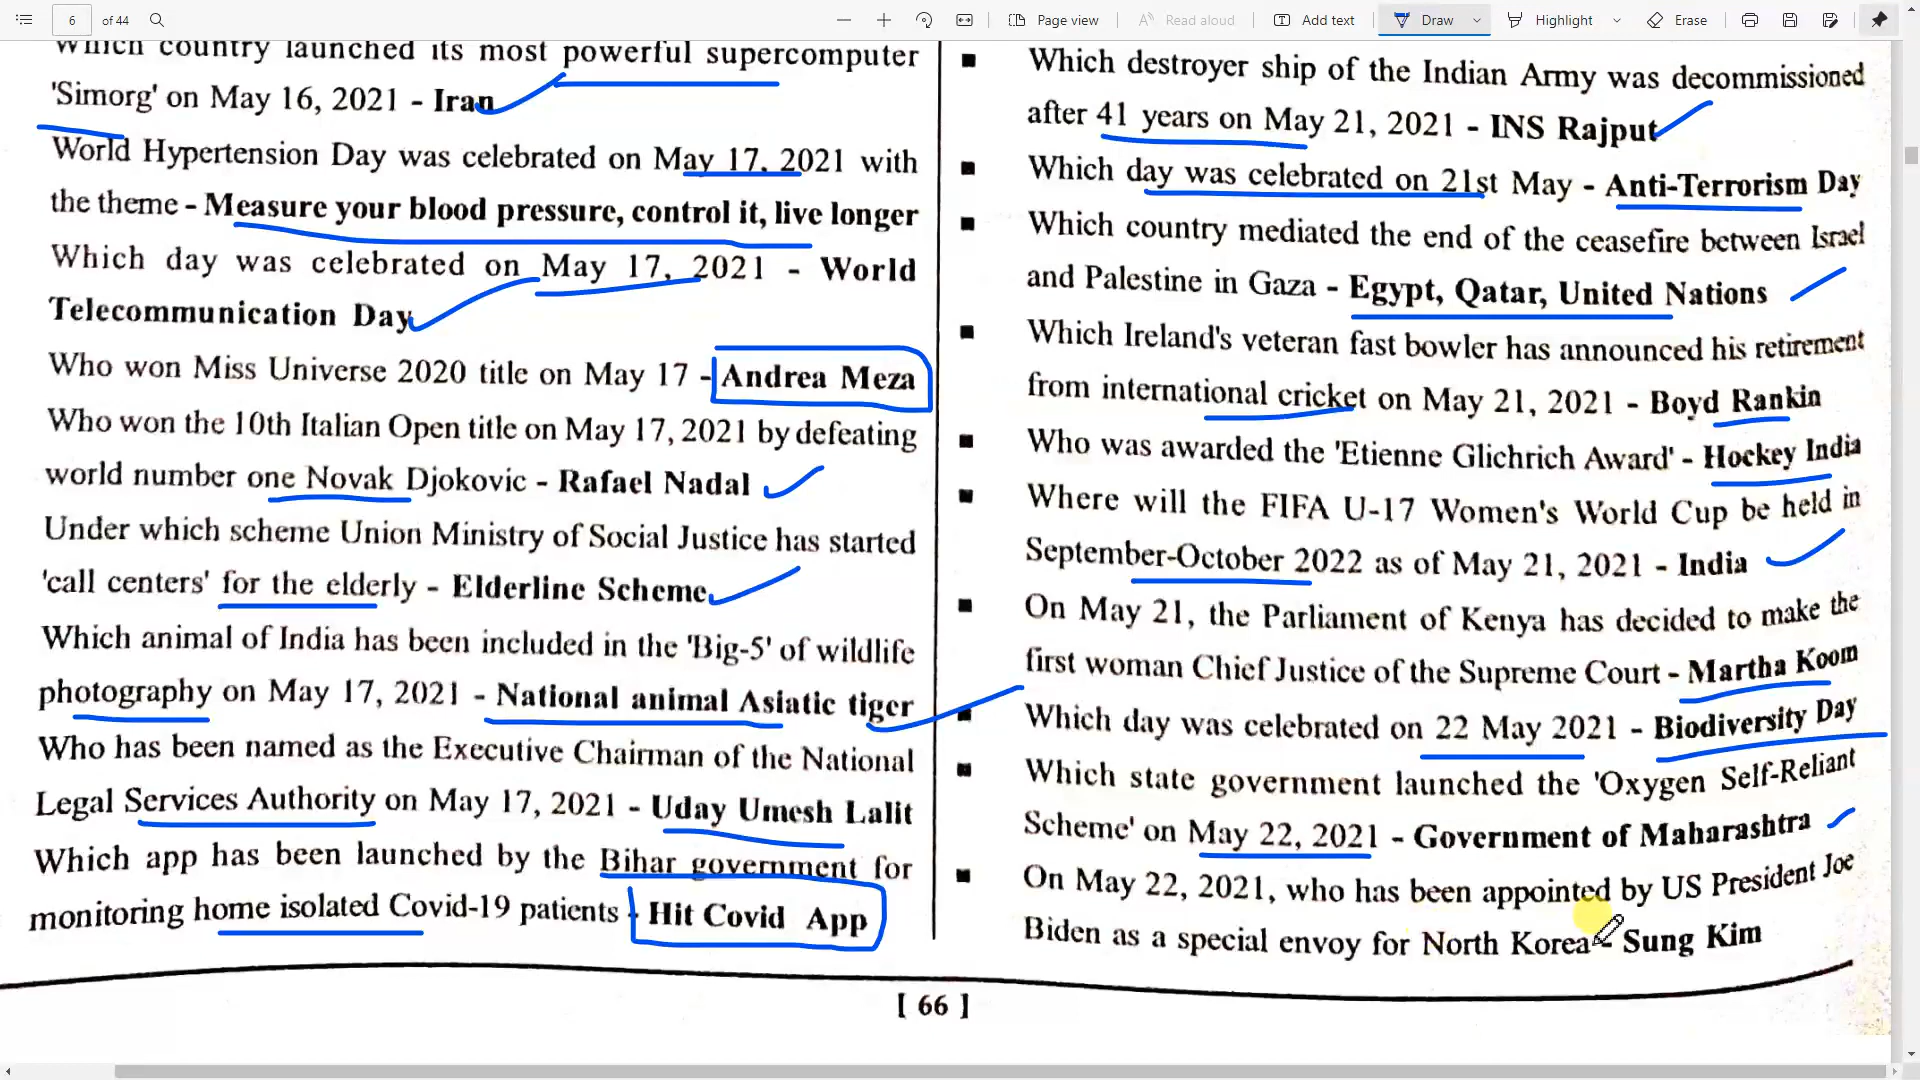 6 of 44 Page view Read aloud Add text Draw Highlight Erase
Which country launched its most powerful supercomputer
'Simorg' on May 16, 2021 - Iran
World Hypertension Day was celebrated on May 17, 2021 with
the theme - Measure your blood pressure, control it, live longer
Which day was celebrated on May 17, 2021 - World
Telecommunication Day
Who won Miss Universe 2020 title on May 17 - Andrea Meza
Who won the 10th Italian Open title on May 17, 2021 by defeating
world number one Novak Djokovic - Rafael Nadal
Under which scheme Union Ministry of Social Justice has started
'call centers' for the elderly - Elderline Scheme
Which animal of India has been included in the 'Big-5' of wildlife
photography on May 17, 2021 - National animal Asiatic tiger
Who has been named as the Executive Chairman of the National
Legal Services Authority on May 17, 2021 - Uday Umesh Lalit
Which app has been launched by the Bihar government for
monitoring home isolated Covid-19 patients - Hit Covid App
■ Which destroyer ship of the Indian Army was decommissioned
after 41 years on May 21, 2021 - INS Rajput
■ Which day was celebrated on 21st May - Anti-Terrorism Day
■ Which country mediated the end of the ceasefire between Israel
and Palestine in Gaza - Egypt, Qatar, United Nations
■ Which Ireland's veteran fast bowler has announced his retirement
from international cricket on May 21, 2021 - Boyd Rankin
■ Who was awarded the 'Etienne Glichrich Award' - Hockey India
■ Where will the FIFA U-17 Women's World Cup be held in
September-October 2022 as of May 21, 2021 - India
■ On May 21, the Parliament of Kenya has decided to make the
first woman Chief Justice of the Supreme Court - Martha Koom
■ Which day was celebrated on 22 May 2021 - Biodiversity Day
■ Which state government launched the 'Oxygen Self-Reliant
Scheme' on May 22, 2021 - Government of Maharashtra
■ On May 22, 2021, who has been appointed by US President Joe
Biden as a special envoy for North Korea - Sung Kim
[ 66 ]